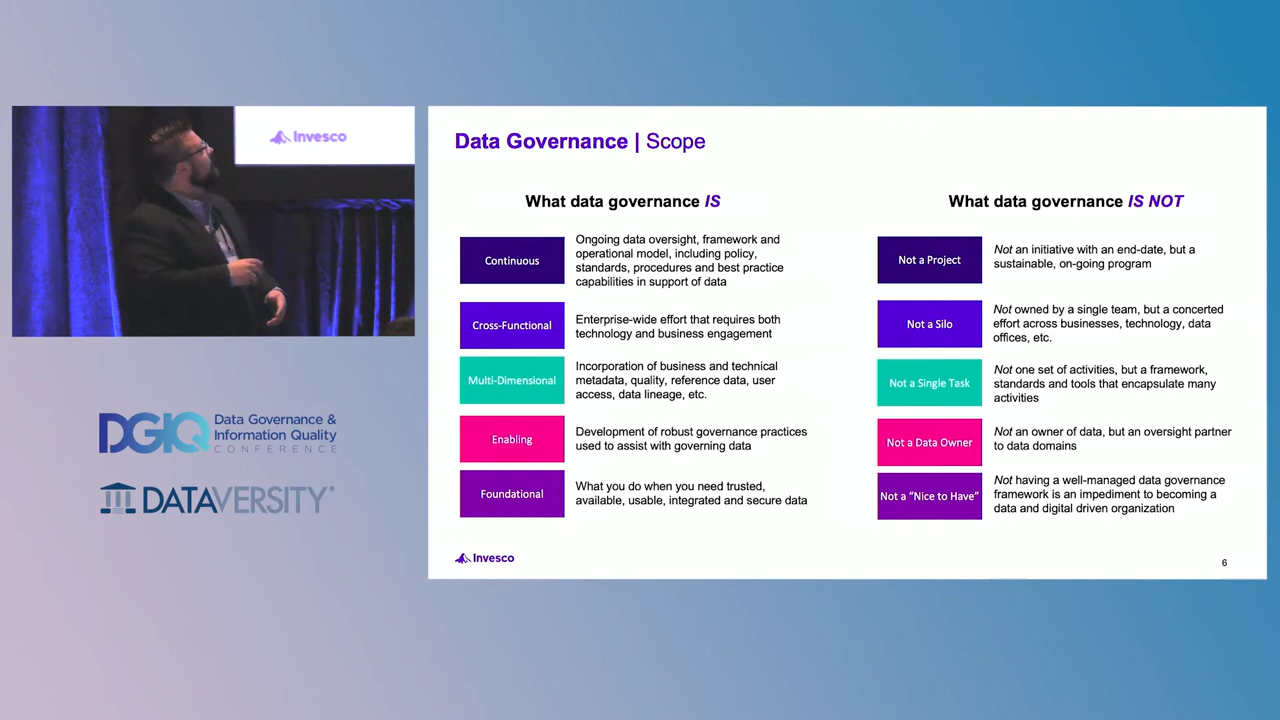 Invesco
Data Governance | Scope
What data governance IS
Continuous
Ongoing data oversight, framework and
operational model, including policy,
standards, procedures and best practice
capabilities in support of data
Cross-Functional
Enterprise-wide effort that requires both
technology and business engagement
Multi-Dimensional
Incorporation of business and technical
metadata, quality, reference data, user
access, data lineage, etc.
Enabling
Development of robust governance practices
used to assist with governing data
Foundational
What you do when you need trusted,
available, usable, integrated and secure data
What data governance IS NOT
Not a Project
Not an initiative with an end-date, but a
sustainable, on-going program
Not a Silo
Not owned by a single team, but a concerted
effort across businesses, technology, data
offices, etc.
Not a Single Task
Not one set of activities, but a framework,
standards and tools that encapsulate many
activities
Not a Data Owner
Not an owner of data, but an oversight partner
to data domains
Not a “Nice to Have”
Not having a well-managed data governance
framework is an impediment to becoming a
data and digital driven organization
Invesco
6
DGIQ
Data Governance &
Information Quality
CONFERENCE
DATAVERSITY